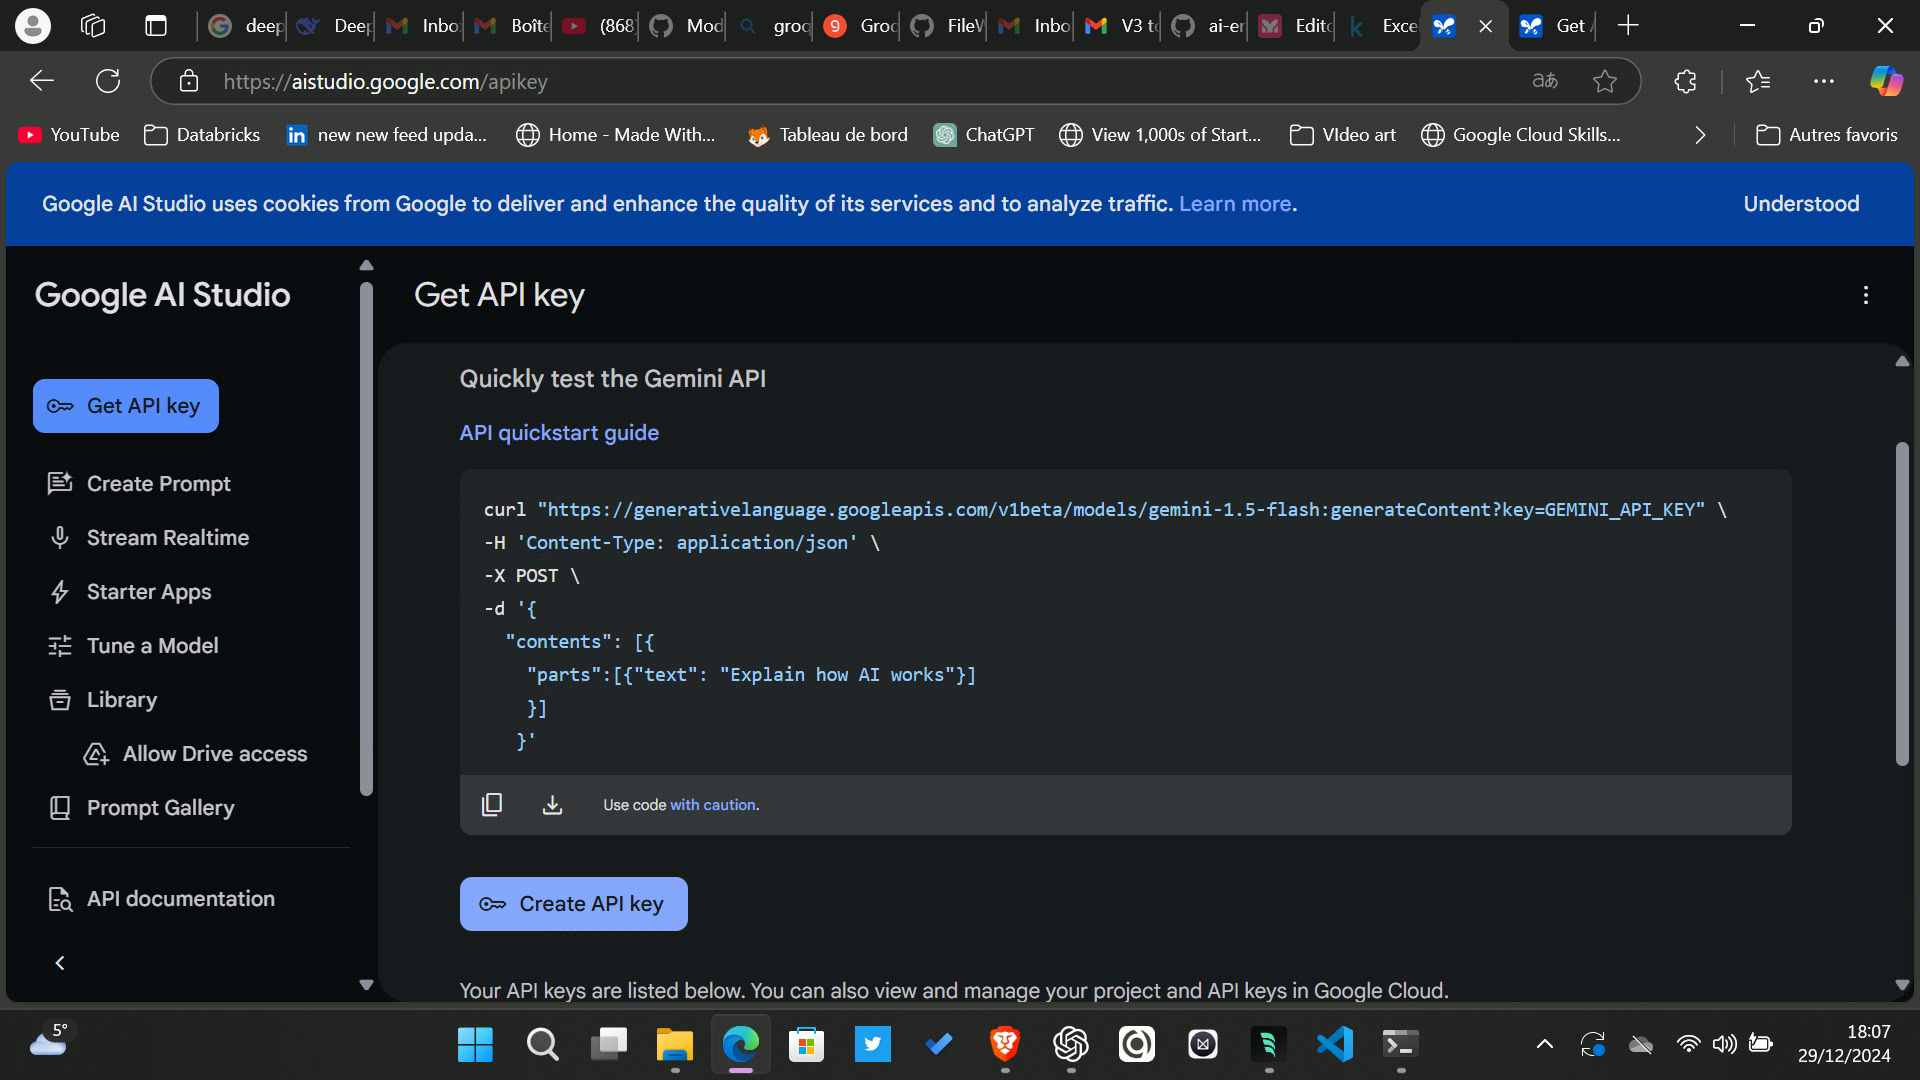 deep
Deep
Inbo
Boîte
(868
Mod
groq
Groc
FileV
Inbo
V3 to
ai-er
Edito
Exce
Get
https://aistudio.google.com/apikey
YouTube
Databricks
new new feed upda...
Home - Made With...
Tableau de bord
ChatGPT
View 1,000s of Start...
VIdeo art
Google Cloud Skills...
Autres favoris
Google AI Studio uses cookies from Google to deliver and enhance the quality of its services and to analyze traffic. Learn more.
Understood
Google AI Studio
Get API key
Get API key
Create Prompt
Stream Realtime
Starter Apps
Tune a Model
Library
Allow Drive access
Prompt Gallery
API documentation
Quickly test the Gemini API
API quickstart guide
curl "https://generativelanguage.googleapis.com/v1beta/models/gemini-1.5-flash:generateContent?key=GEMINI_API_KEY" \
-H 'Content-Type: application/json' \
-X POST \
-d '{
"contents": [{
"parts":[{"text": "Explain how AI works"}]
}]
}'
Use code with caution.
Create API key
Your API keys are listed below. You can also view and manage your project and API keys in Google Cloud.
5°
18:07
29/12/2024